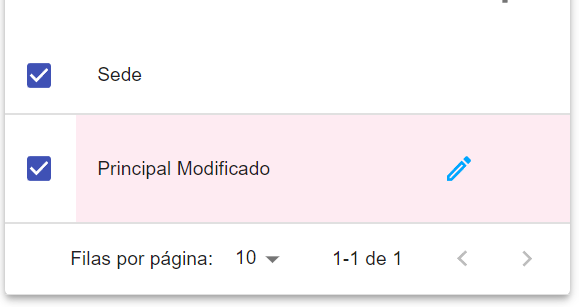 Sede
Principal Modificado
Filas por página: 10 1-1 de 1